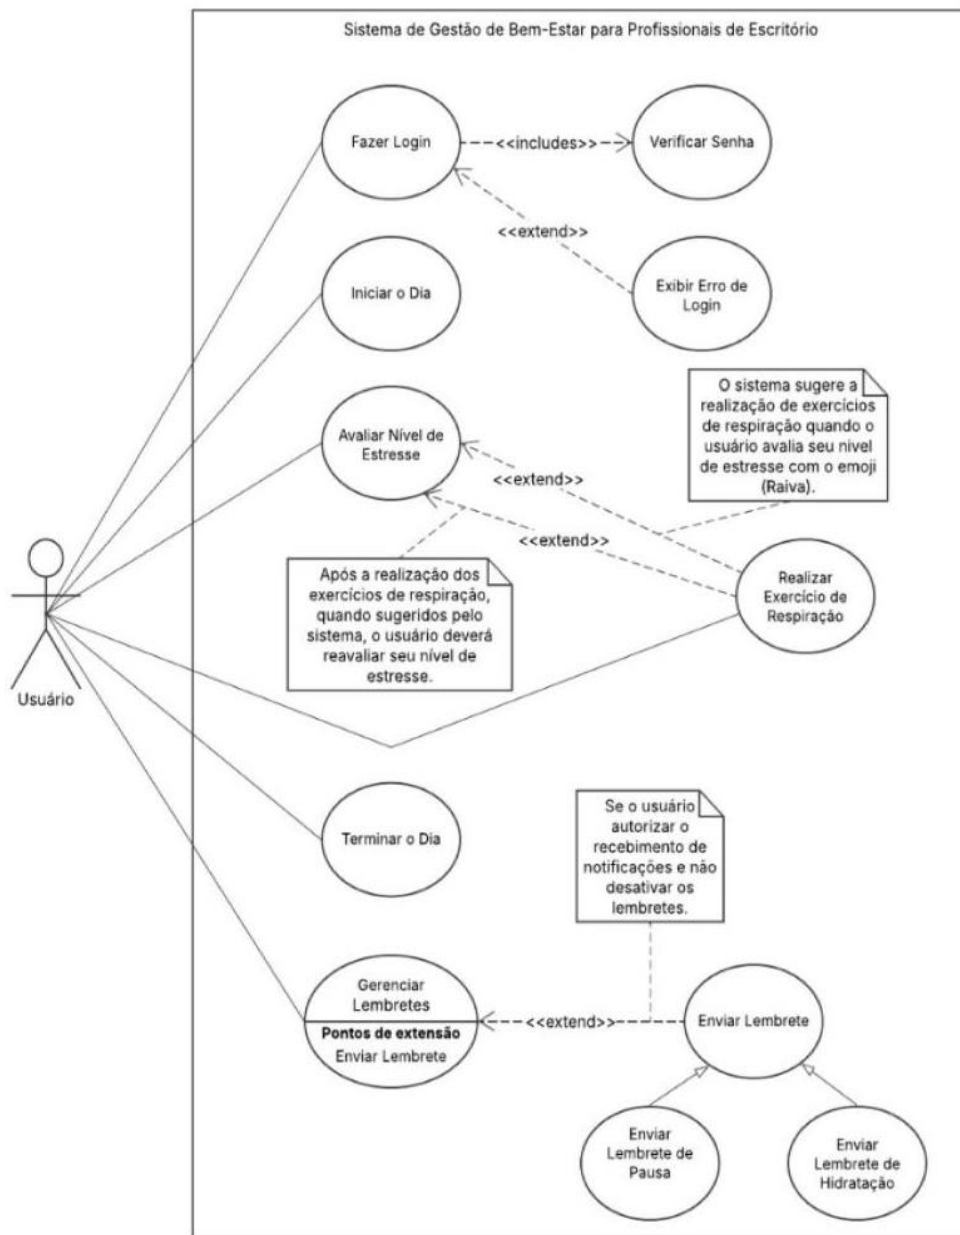 Sistema de Gestão de Bem-Estar para Profissionais de Escritório
Fazer Login
<<includes>>
Verificar Senha
<<extend>>
Iniciar o Dia
Exibir Erro de
Login
O sistema sugere a
realização de exercícios
de respiração quando o
usuário avalia seu nivel
de estresse com o emoji
(Raiva).
Avaliar Nível de
Estresse
<<extend>>
<<extend>>
Após a realização dos
exercícios de respiração,
quando sugeridos pelo
sistema, o usuário deverá
reavaliar seu nível de
estresse.
Realizar
Exercício de
Respiração
Usuário
Terminar o Dia
Se o usuário
autorizar o
recebimento de
notificações e não
desativar os
lembretes.
Gerenciar
Lembretes
Pontos de extensão
Enviar Lembrete
<<extend>>
Enviar Lembrete
Enviar
Lembrete de
Pausa
Enviar
Lembrete de
Hidratação